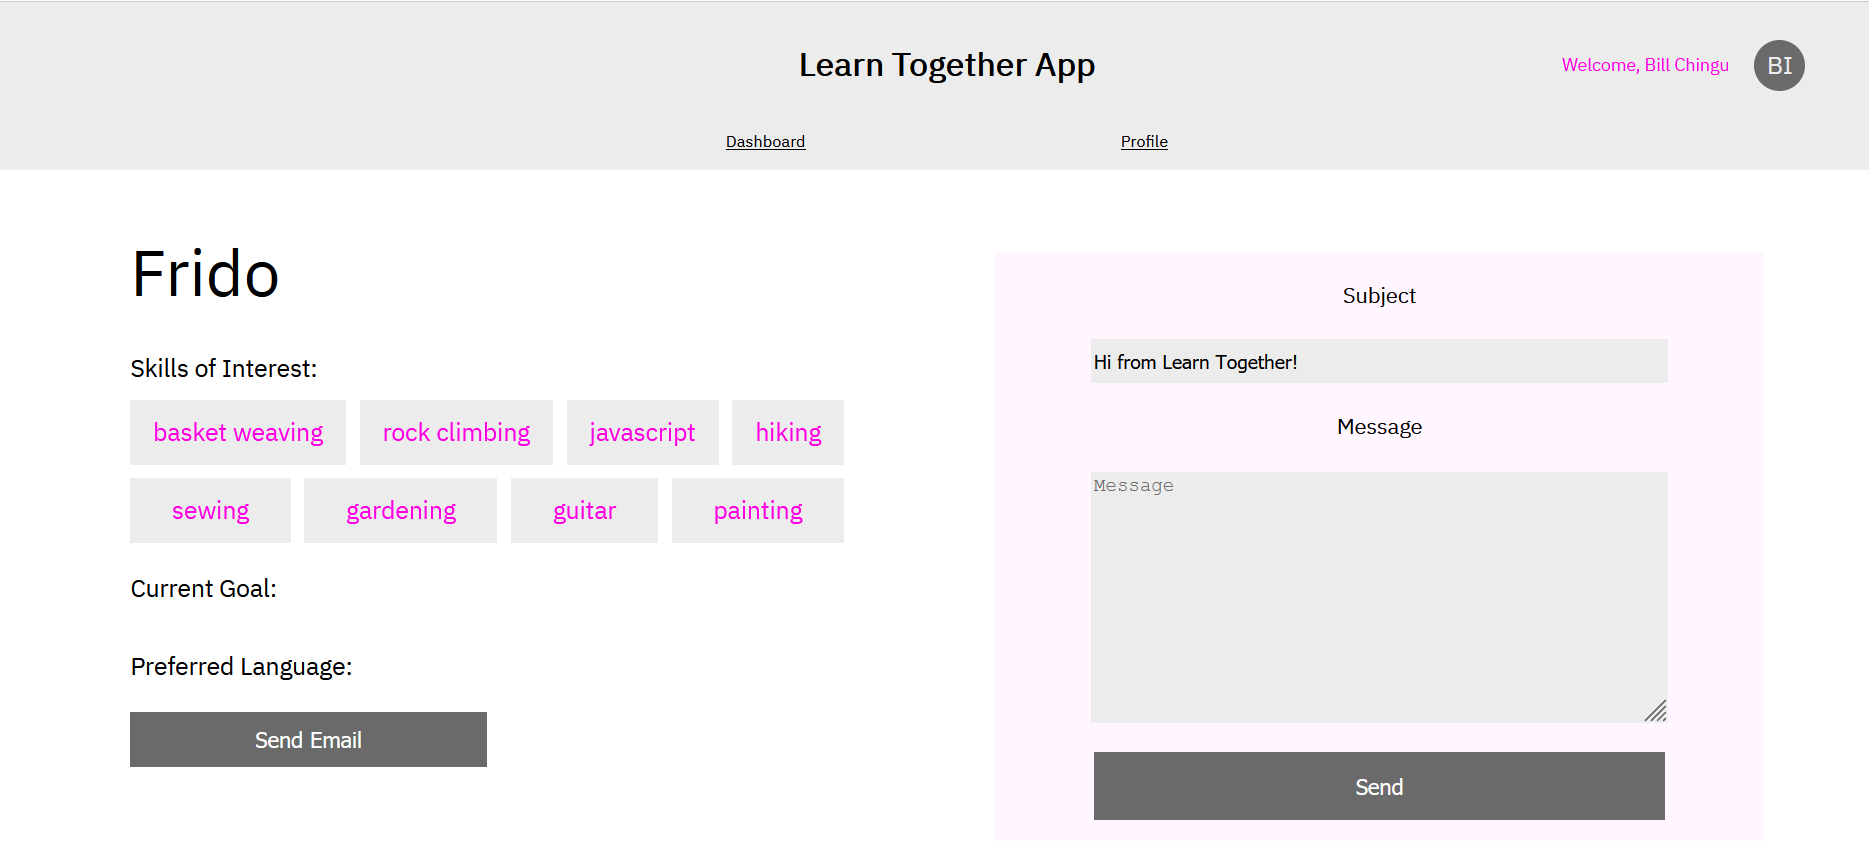 Learn Together App
Welcome, Bill Chingu
BI
Dashboard
Profile
Frido
Skills of Interest:
basket weaving
rock climbing
javascript
hiking
sewing
gardening
guitar
painting
Current Goal:
Preferred Language:
Send Email
Subject
Hi from Learn Together!
Message
Message
Send